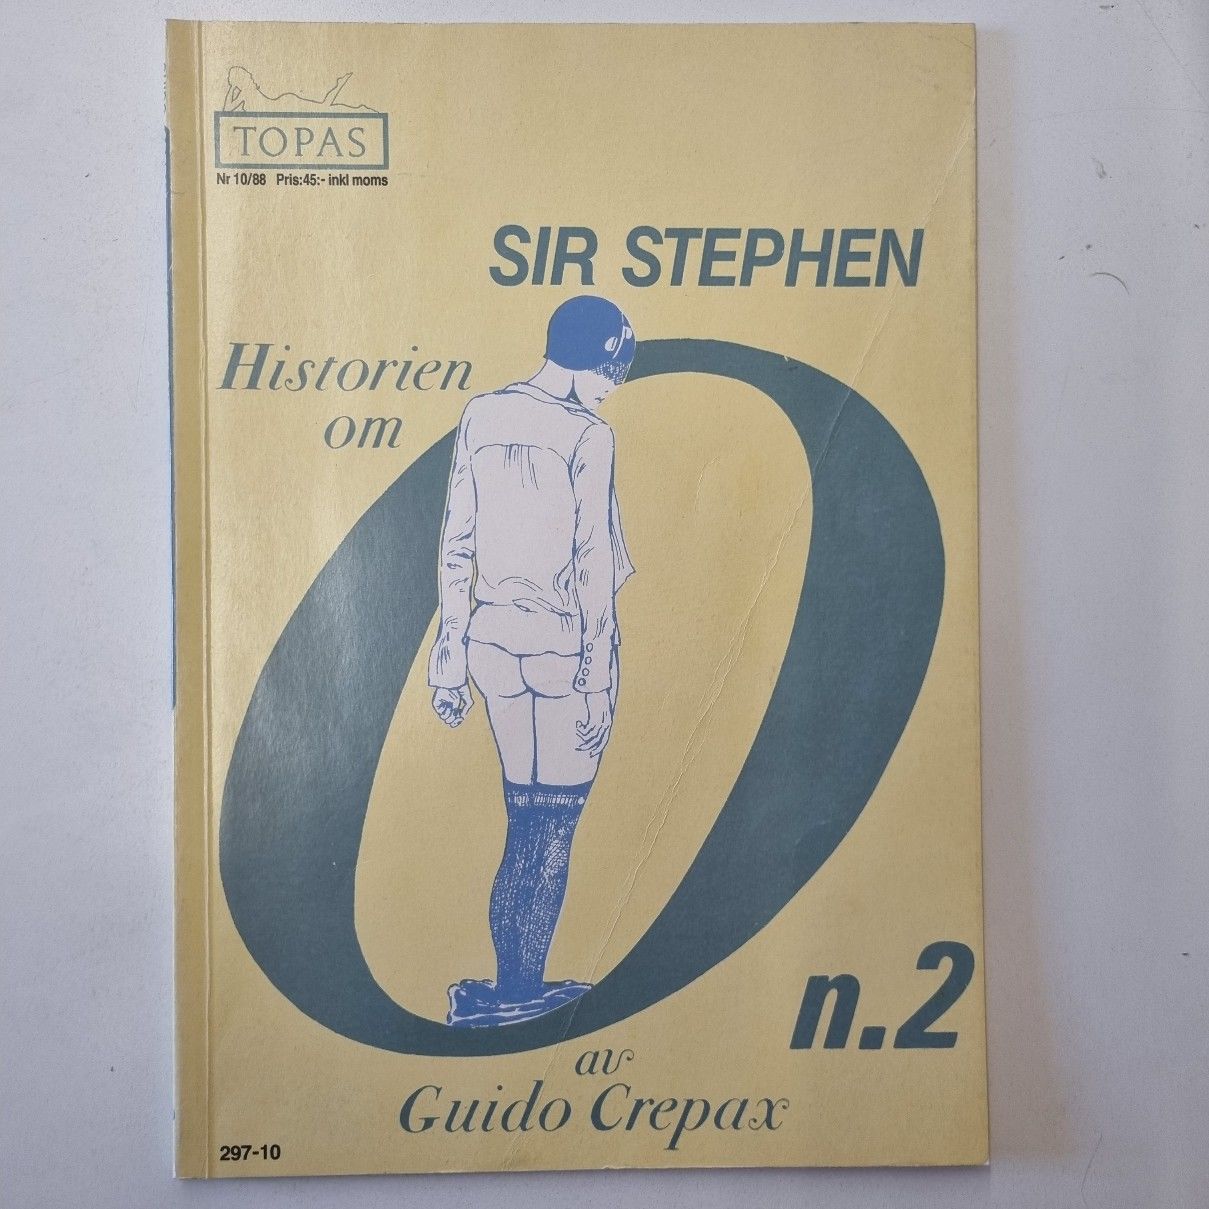 TOPAS
Nr 10/88 Pris:45:- inkl moms
SIR STEPHEN
Historien
om
O
n.2
av
Guido Crepax
297-10